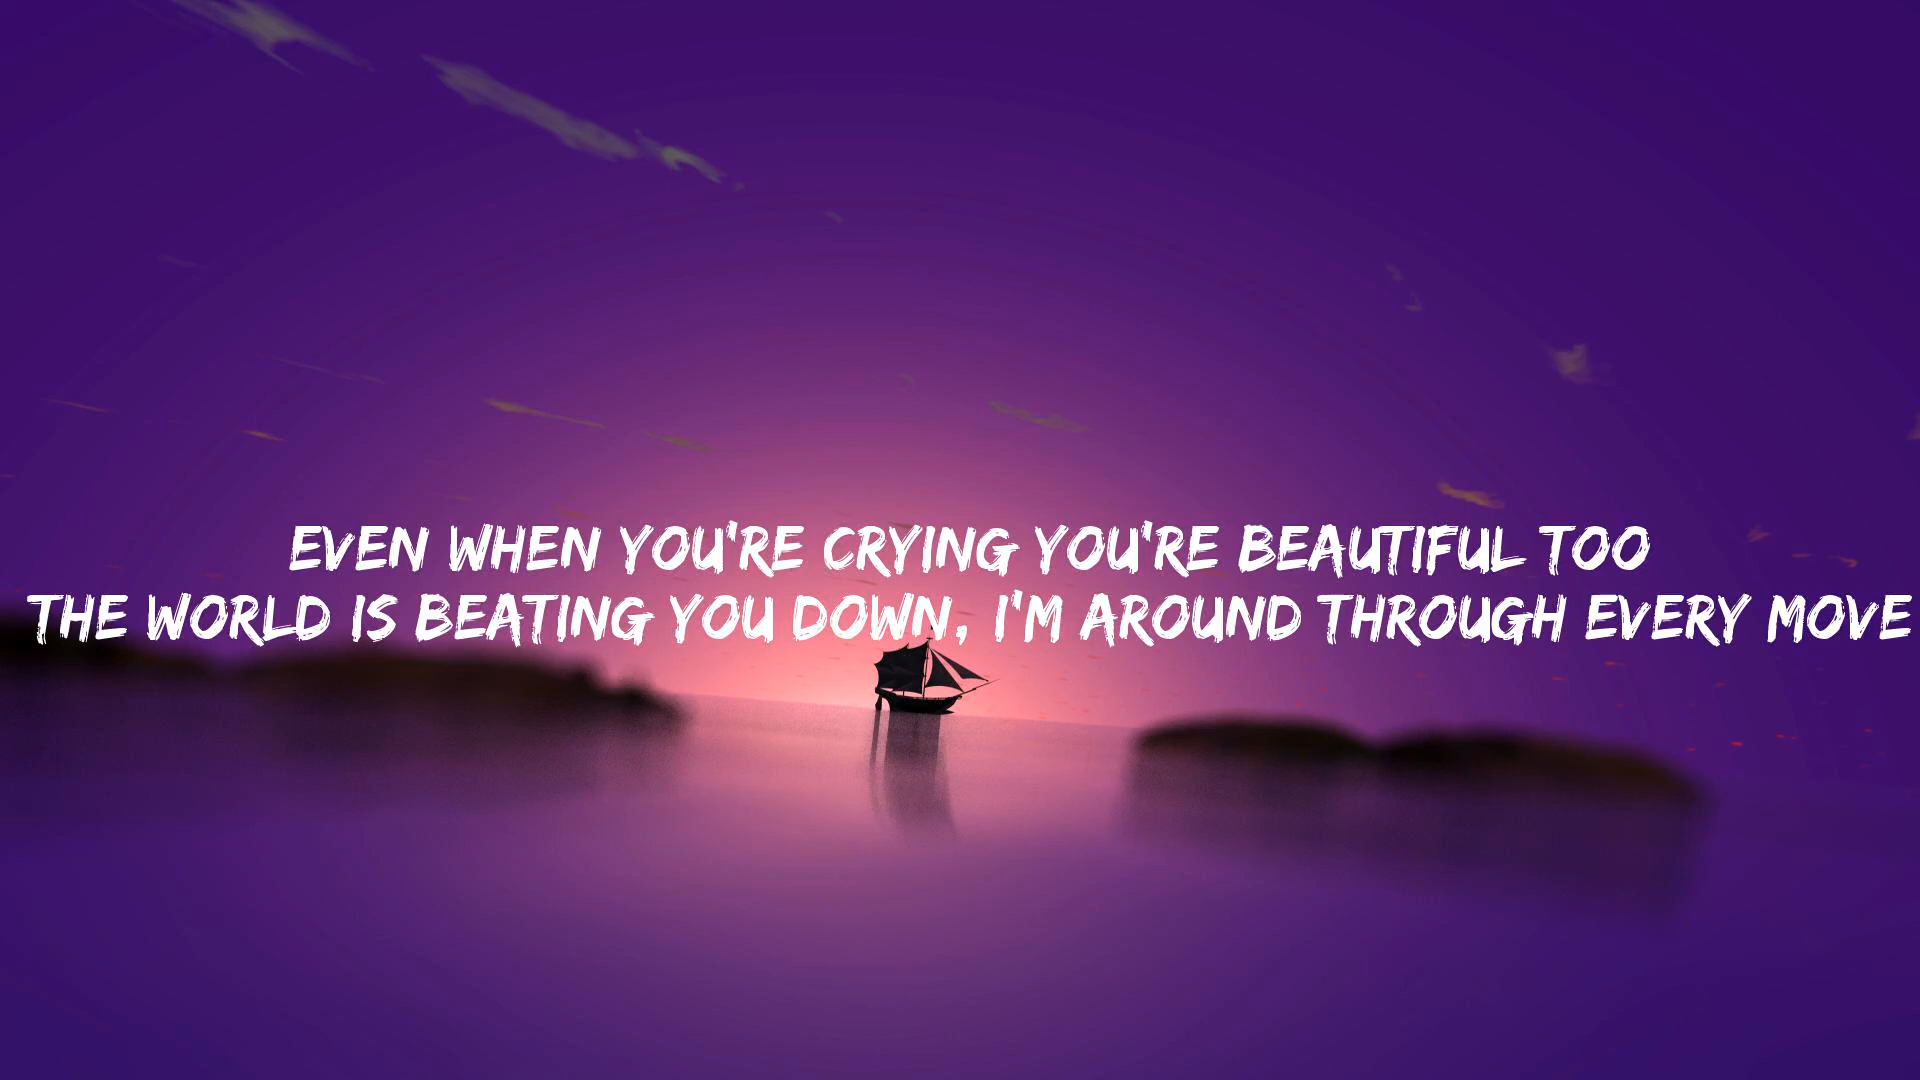 EVEN WHEN YOU'RE CRYING YOU'RE BEAUTIFUL TOO
THE WORLD IS BEATING YOU DOWN, I'M AROUND THROUGH EVERY MOVE